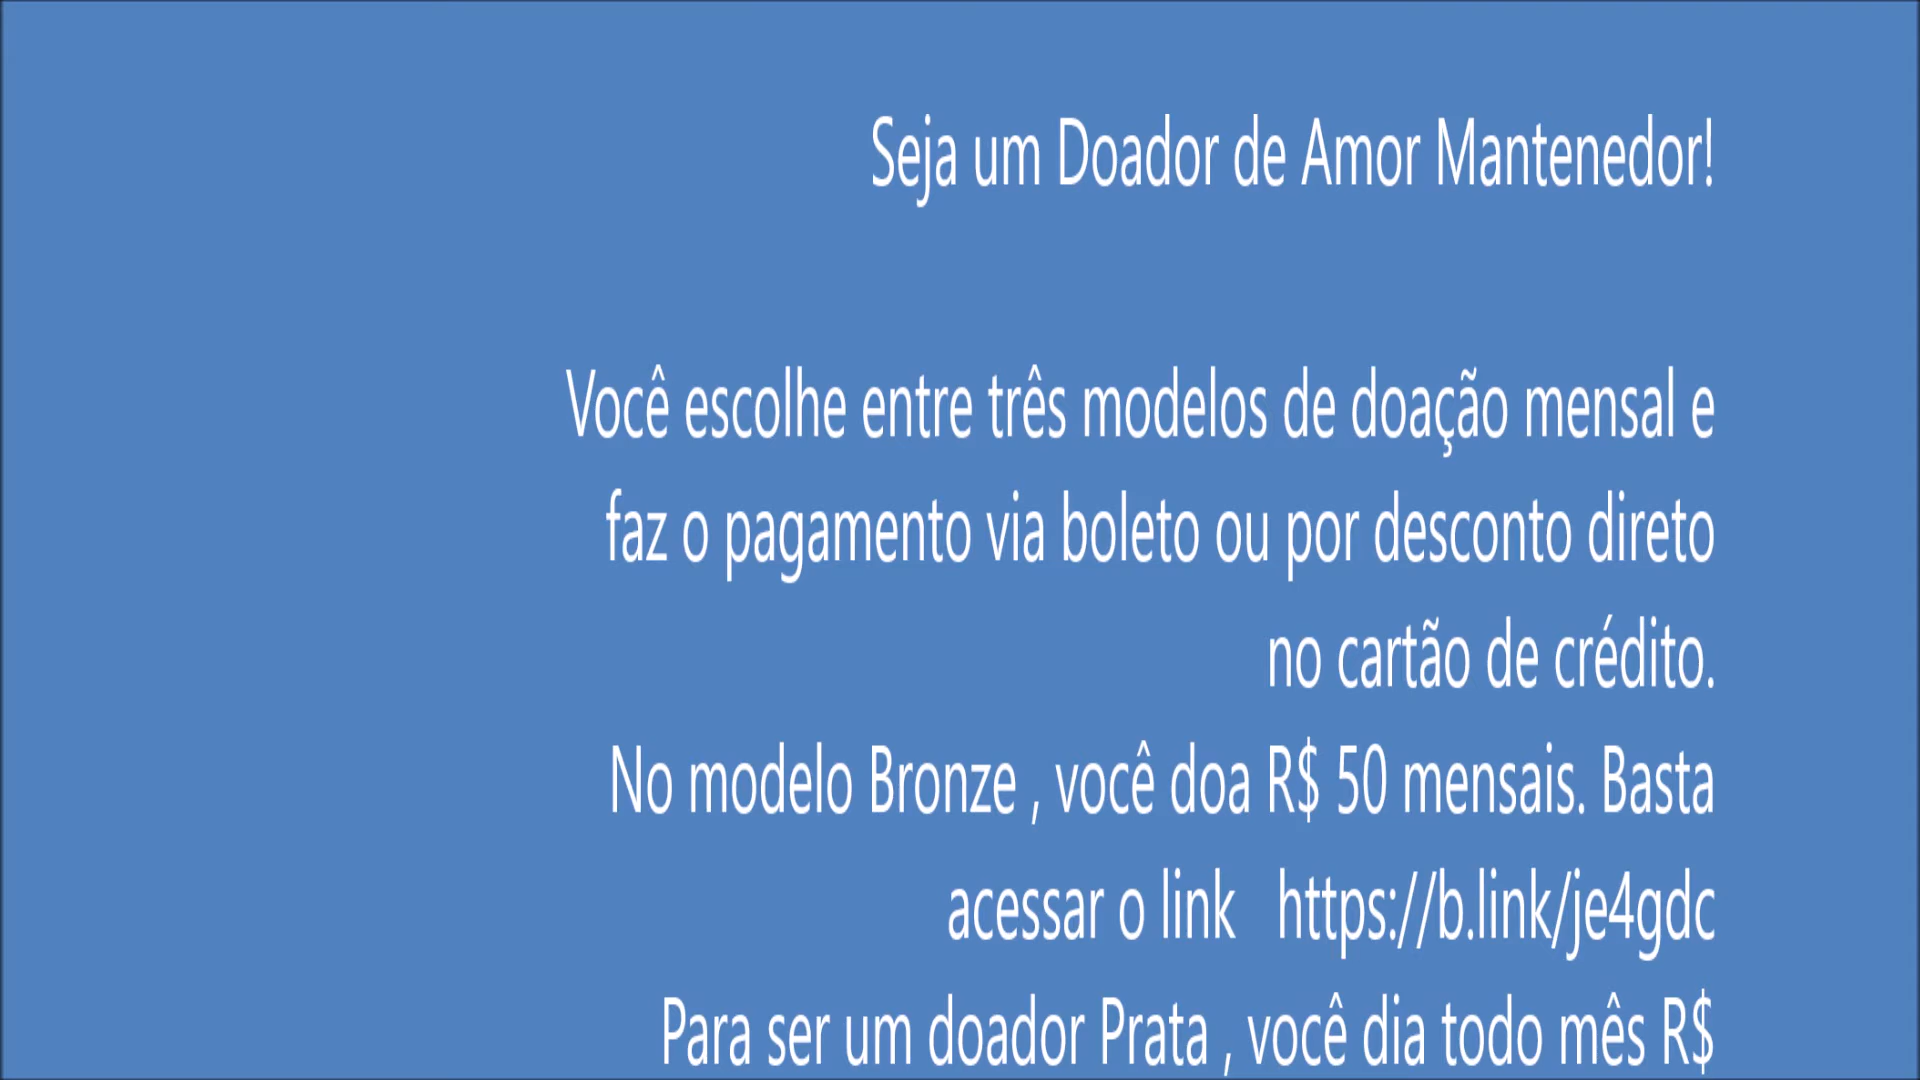 Seja um Doador de Amor Mantenedor!
Você escolhe entre três modelos de doação mensal e
faz o pagamento via boleto ou por desconto direto
no cartão de crédito.
No modelo Bronze , você doa R$ 50 mensais. Basta
acessar o link   https://b.link/je4gdc
Para ser um doador Prata , você dia todo mês R$